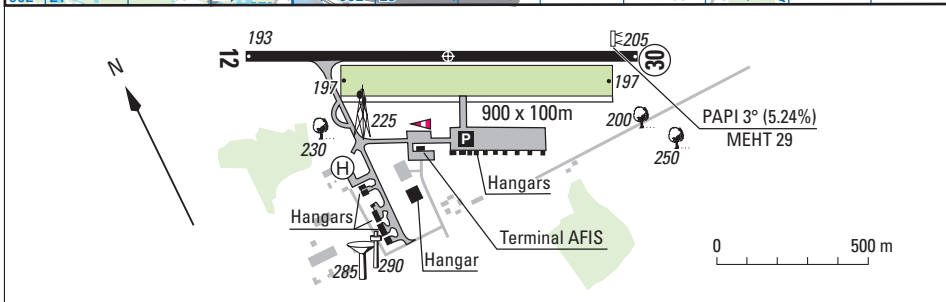 193
205
12
30
N
197
197
PAPI 3° (5.24%)
MEHT 29
225
900 x 100m
200
230
P
250
H
Hangars
Hangars
Terminal AFIS
0 500 m
Hangar
285
290